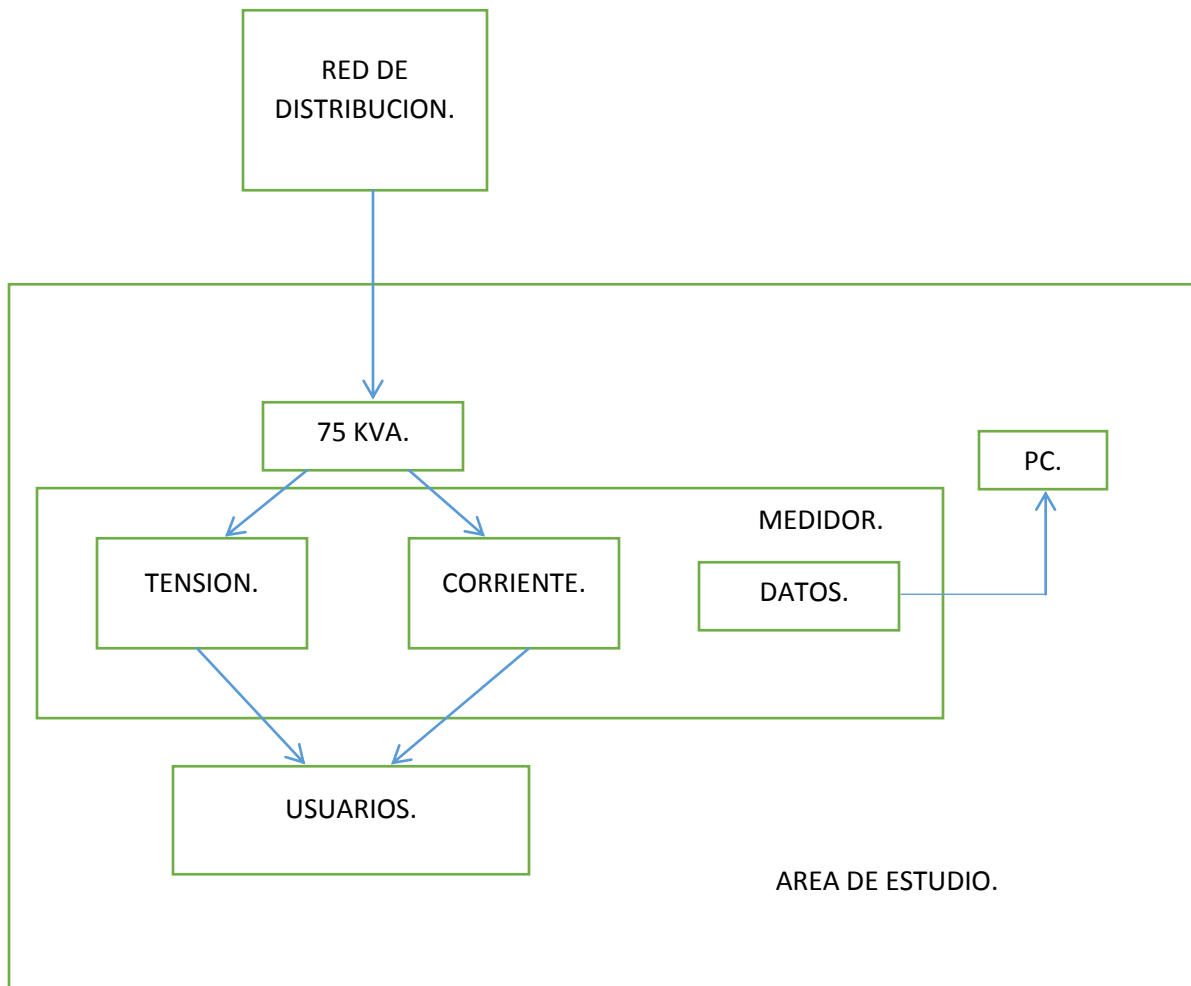 RED DE
DISTRIBUCION.
75 KVA.
PC.
MEDIDOR.
TENSION.
CORRIENTE.
DATOS.
USUARIOS.
AREA DE ESTUDIO.